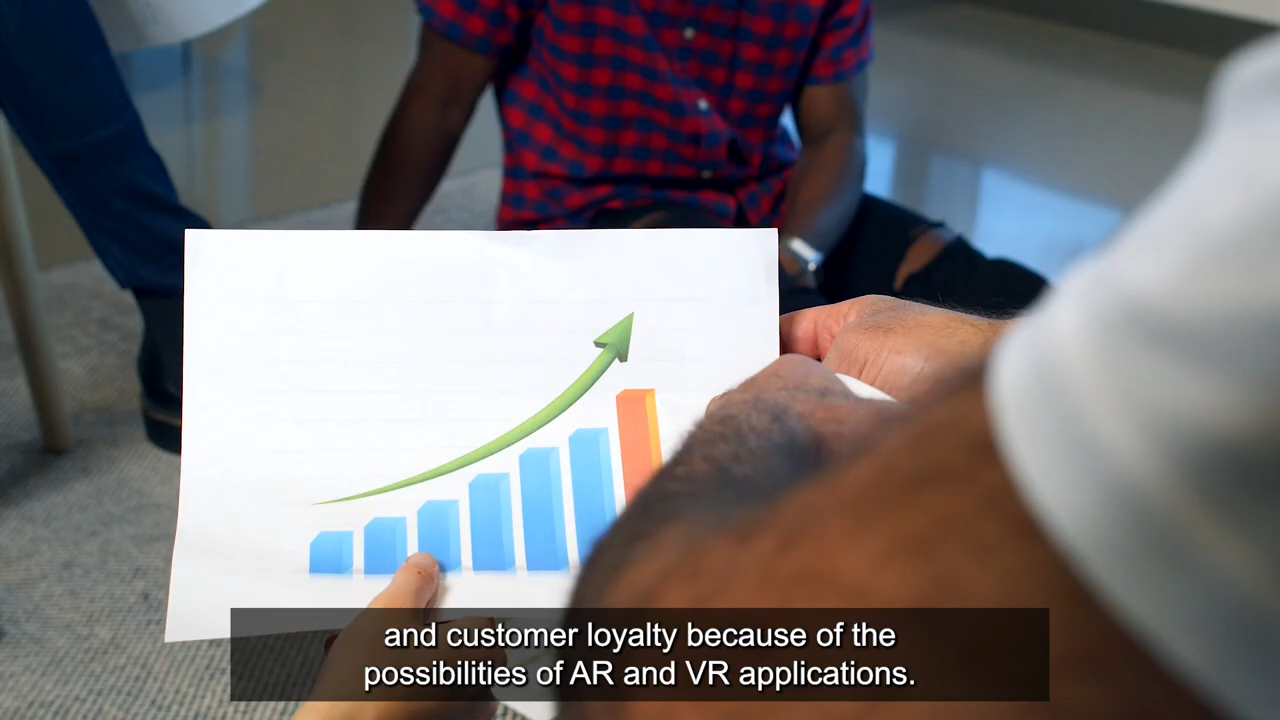 and customer loyalty because of the
possibilities of AR and VR applications.